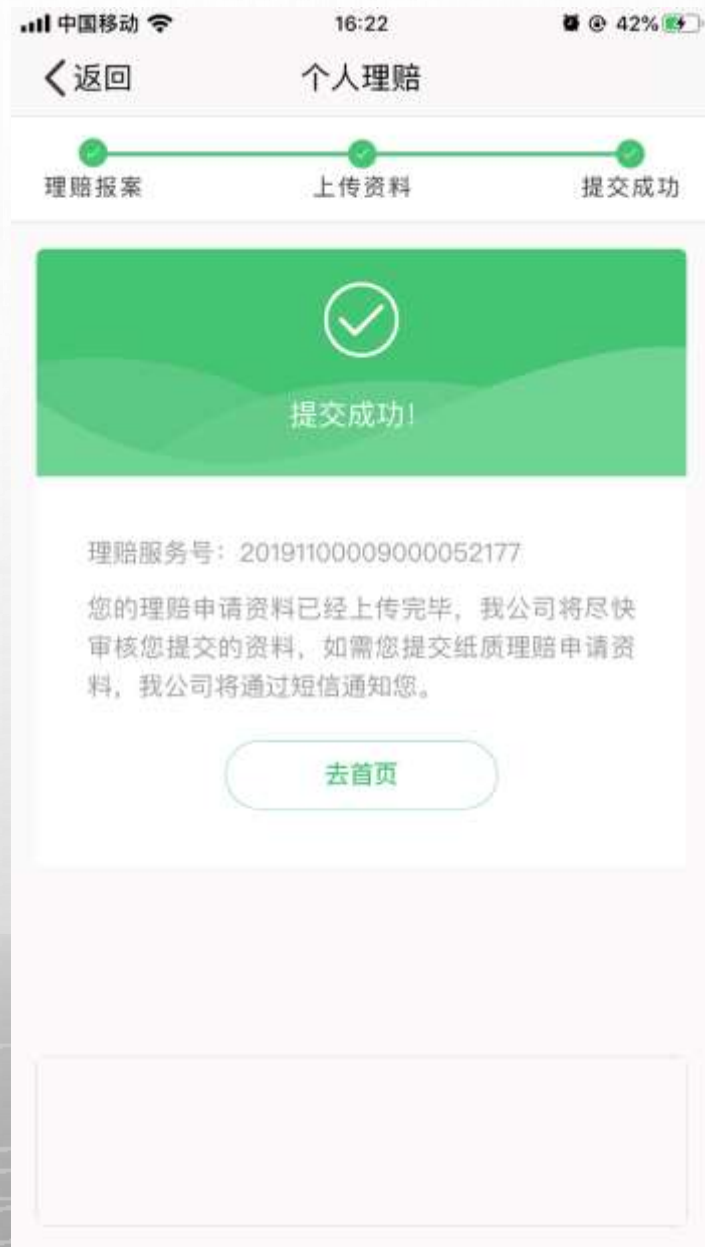 中国移动 16:22 42%
返回 个人理赔
理赔报案 上传资料 提交成功
提交成功!
理赔服务号：20191100009000052177
您的理赔申请资料已经上传完毕，我公司将尽快
审核您提交的资料，如需您提交纸质理赔申请资
料，我公司将通过短信通知您。
去首页